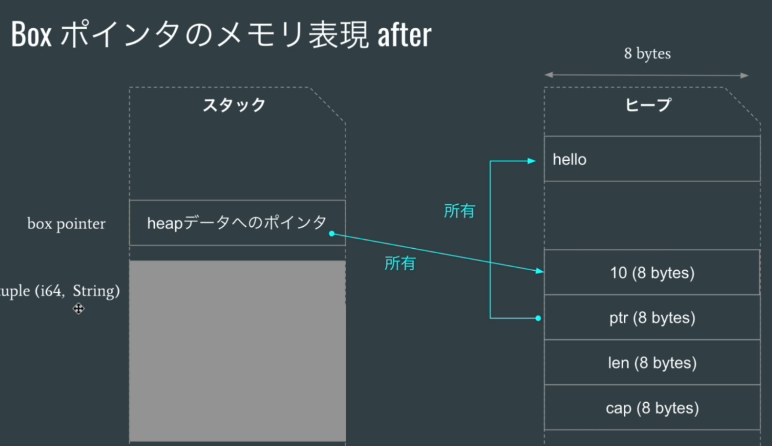 Box ポインタのメモリ表現 after
8 bytes
スタック
ヒープ
hello
所有
box pointer
heapデータへのポインタ
所有
10 (8 bytes)
uple (i64, String)
ptr (8 bytes)
len (8 bytes)
cap (8 bytes)